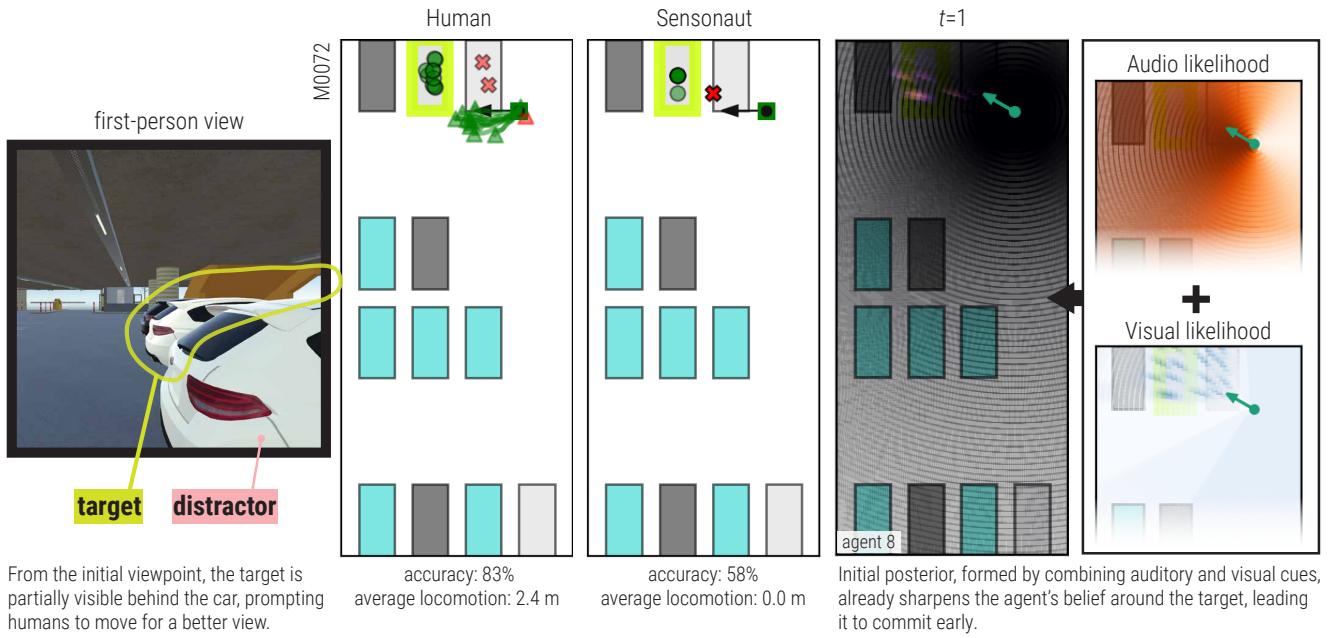 Human
Sensonaut
t=1
M0072
first-person view
target
distractor
From the initial viewpoint, the target is
partially visible behind the car, prompting
humans to move for a better view.
accuracy: 83%
average locomotion: 2.4 m
accuracy: 58%
average locomotion: 0.0 m
agent 8
Audio likelihood
+
Visual likelihood
Initial posterior, formed by combining auditory and visual cues,
already sharpens the agent's belief around the target, leading
it to commit early.